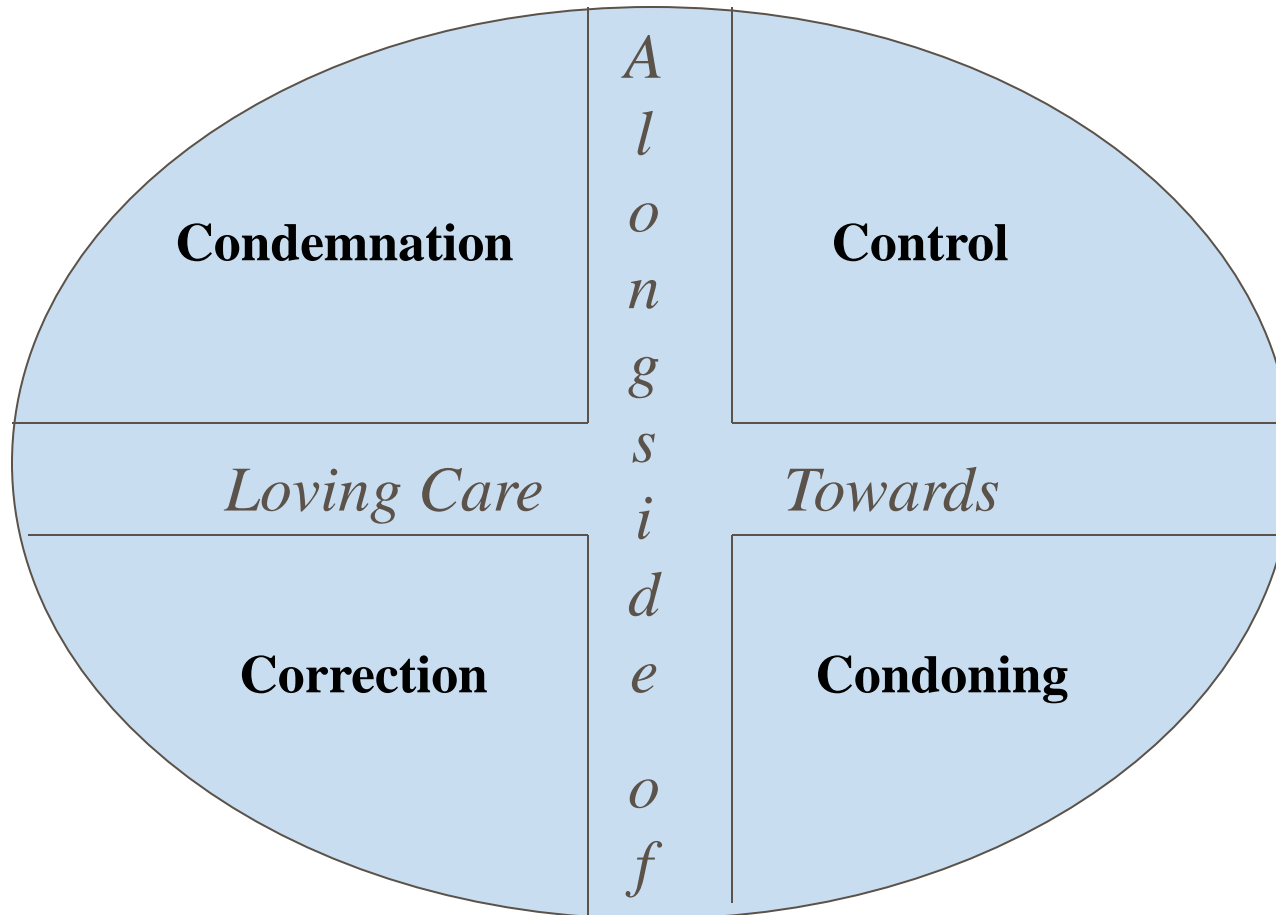 Condemnation
Control
Alongside of
Loving Care
Towards
Correction
Condoning